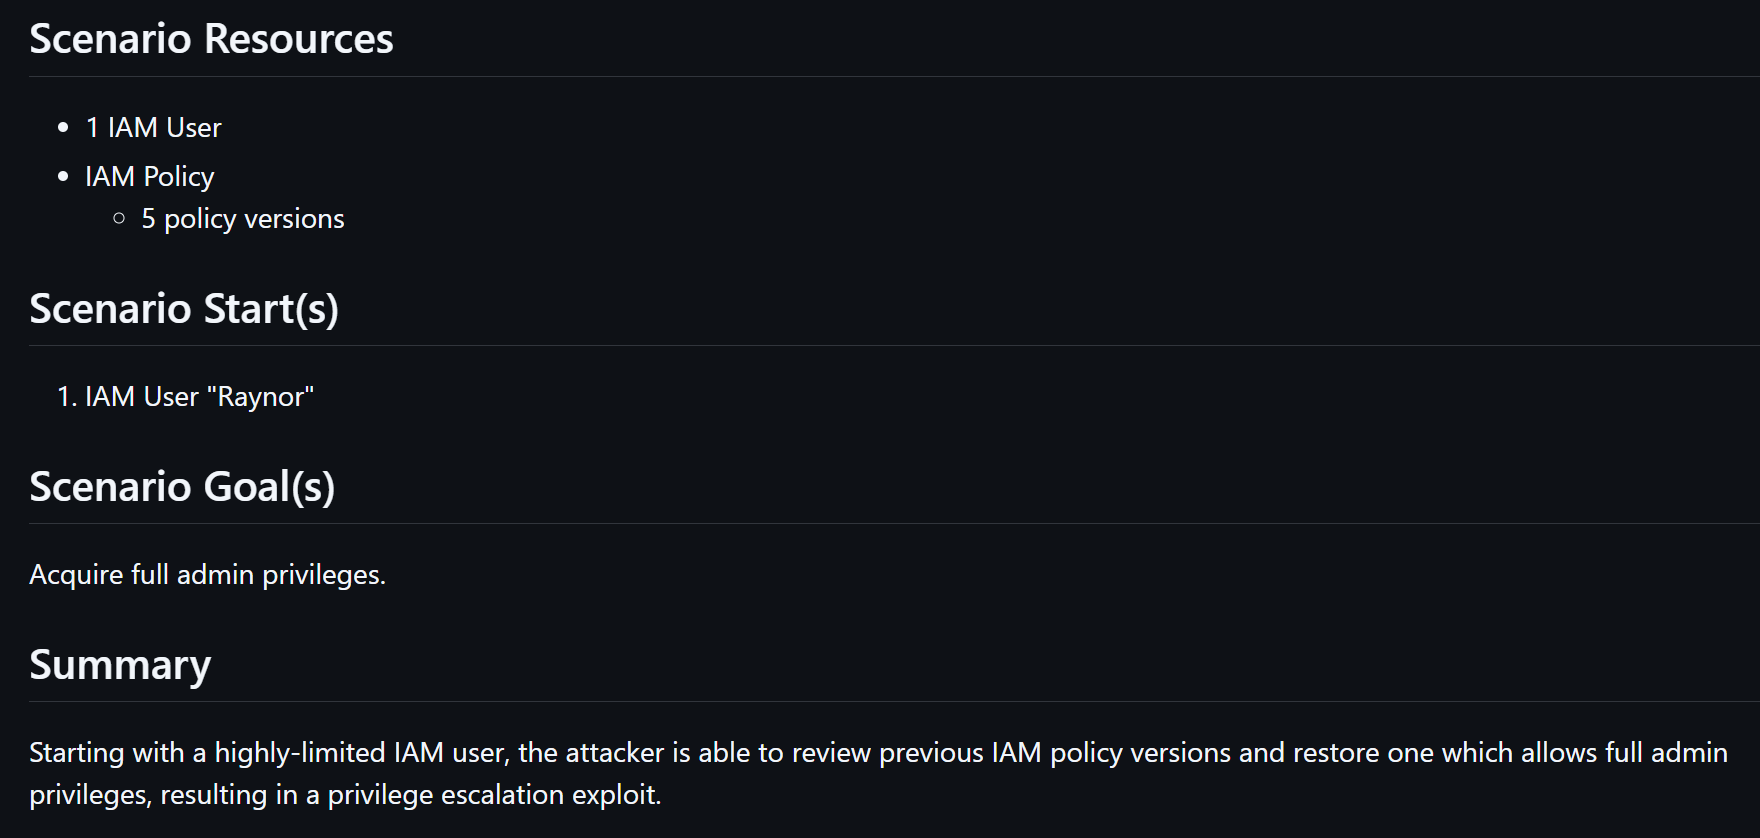 Scenario Resources
1 IAM User
IAM Policy
5 policy versions
Scenario Start(s)
1. IAM User "Raynor"
Scenario Goal(s)
Acquire full admin privileges.
Summary
Starting with a highly-limited IAM user, the attacker is able to review previous IAM policy versions and restore one which allows full admin
privileges, resulting in a privilege escalation exploit.